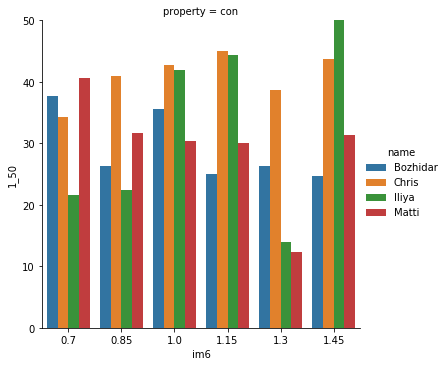 property = con
50
40
30
20
10
0
1_50
0.7 0.85 1.0 1.15 1.3 1.45
im6
name
Bozhidar
Chris
Iliya
Matti